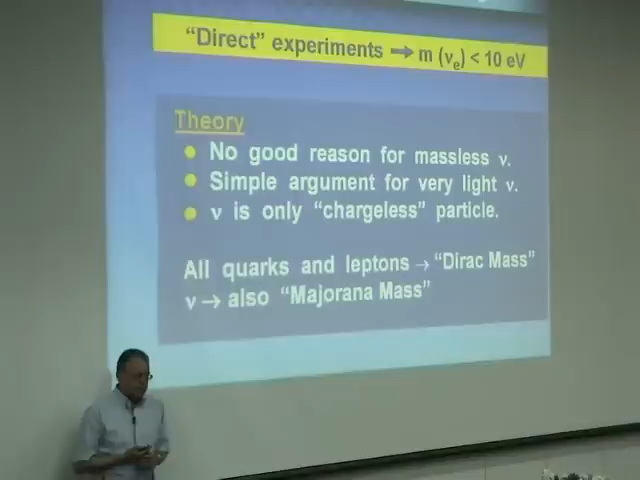 “Direct” experiments → m (νe) < 10 eV
Theory
• No good reason for massless ν.
• Simple argument for very light ν.
• ν is only “chargeless” particle.
All quarks and leptons → “Dirac Mass”
ν → also “Majorana Mass”